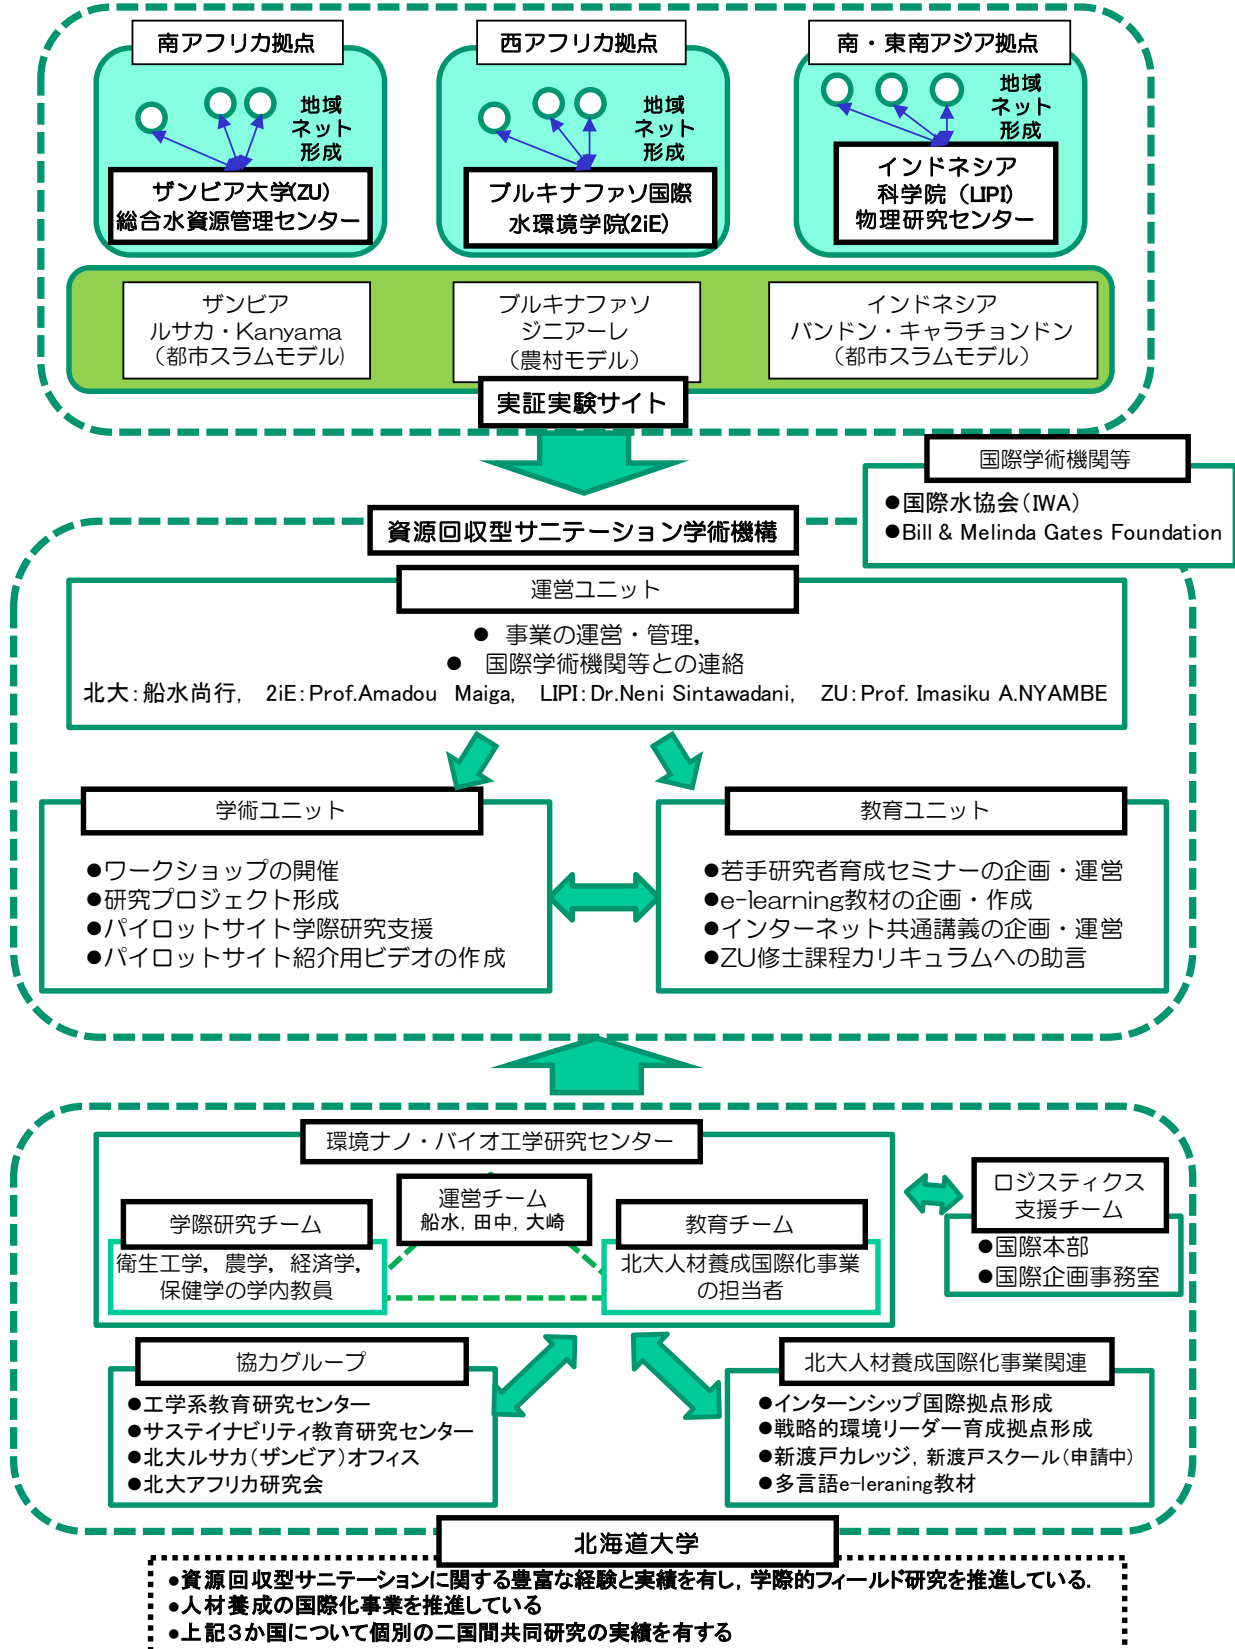 南アフリカ拠点
地域
ネット
形成
ザンビア大学(ZU)
総合水資源管理センター
西アフリカ拠点
地域
ネット
形成
ブルキナファソ国際
水環境学院(2iE)
南・東南アジア拠点
地域
ネット
形成
インドネシア
科学院（LIPI）
物理研究センター
ザンビア
ルサカ・Kanyama
（都市スラムモデル）
ブルキナファソ
ジニアーレ
（農村モデル）
インドネシア
バンドン・キャラチョンドン
（都市スラムモデル）
実証実験サイト
国際学術機関等
●国際水協会（IWA）
●Bill & Melinda Gates Foundation
資源回収型サニテーション学術機構
運営ユニット
● 事業の運営・管理，
● 国際学術機関等との連絡
北大：船水尚行， 2iE：Prof.Amadou Maiga， LIPI：Dr.Neni Sintawadani， ZU：Prof. Imasiku A.NYAMBE
学術ユニット
●ワークショップの開催
●研究プロジェクト形成
●パイロットサイト学際研究支援
●パイロットサイト紹介用ビデオの作成
教育ユニット
●若手研究者育成セミナーの企画・運営
●e-learning教材の企画・作成
●インターネット共通講義の企画・運営
●ZU修士課程カリキュラムへの助言
環境ナノ・バイオ工学研究センター
運営チーム
船水，田中，大崎
学際研究チーム
衛生工学，農学，経済学，
保健学の学内教員
教育チーム
北大人材養成国際化事業
の担当者
ロジスティクス
支援チーム
●国際本部
●国際企画事務室
協力グループ
●工学系教育研究センター
●サステイナビリティ教育研究センター
●北大ルサカ（ザンビア）オフィス
●北大アフリカ研究会
北大人材養成国際化事業関連
●インターンシップ国際拠点形成
●戦略的環境リーダー育成拠点形成
●新渡戸カレッジ，新渡戸スクール（申請中）
●多言語e-leraning教材
北海道大学
●資源回収型サニテーションに関する豊富な経験と実績を有し，学際的フィールド研究を推進している．
●人材養成の国際化事業を推進している
●上記３か国について個別の二国間共同研究の実績を有する